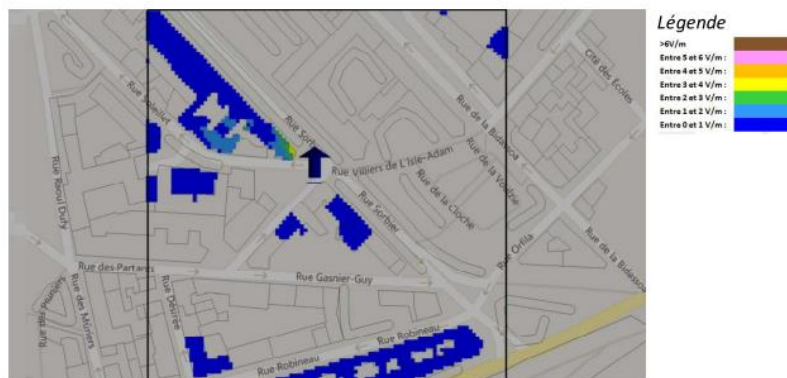 Légende
>6V/m
Entre 5 et 6 V/m :
Entre 4 et 5 V/m :
Entre 3 et 4 V/m :
Entre 2 et 3 V/m :
Entre 1 et 2 V/m :
Entre 0 et 1 V/m :
Cité des Ecoles
Rue Soleillet
Rue Sorbier
Rue de la Bidassoa
Rue Villiers de L'Isle-Adam
Rue de la Voulzie
Rue Raoul Dufy
Rue de la Cloche
Rue Sorbier
Rue Orfila
Rue de la Bidassoa
Rue des Partants
Rue Gasnier-Guy
Rue des Mûriers
Rue Désirée
Rue Robineau
Rue Robineau